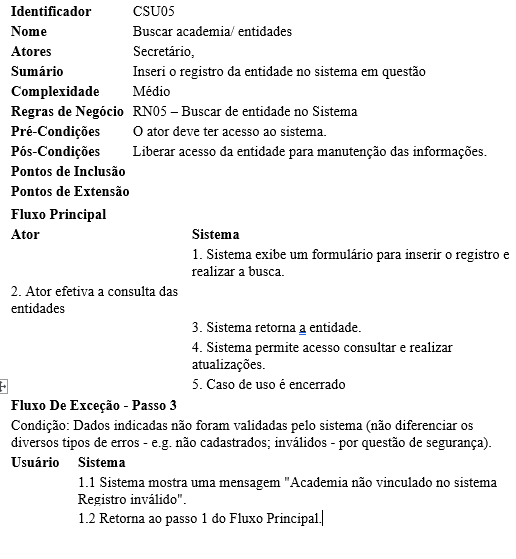 Identificador CSU05
Nome Buscar academia/ entidades
Atores Secretário,
Sumário Inseri o registro da entidade no sistema em questão
Complexidade Médio
Regras de Negócio RN05 – Buscar de entidade no Sistema
Pré-Condições O ator deve ter acesso ao sistema.
Pós-Condições Liberar acesso da entidade para manutenção das informações.
Pontos de Inclusão
Pontos de Extensão
Fluxo Principal
Ator Sistema
1. Sistema exibe um formulário para inserir o registro e
realizar a busca.
2. Ator efetiva a consulta das
entidades
3. Sistema retorna a entidade.
4. Sistema permite acesso consultar e realizar
atualizações.
5. Caso de uso é encerrado
Fluxo De Exceção - Passo 3
Condição: Dados indicadas não foram validadas pelo sistema (não diferenciar os
diversos tipos de erros - e.g. não cadastrados; inválidos - por questão de segurança).
Usuário Sistema
1.1 Sistema mostra uma mensagem "Academia não vinculado no sistema
Registro inválido".
1.2 Retorna ao passo 1 do Fluxo Principal.